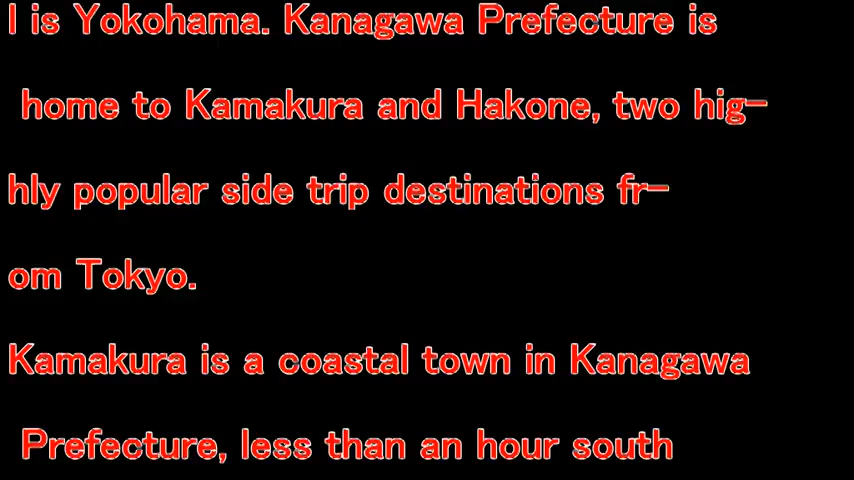 l is Yokohama. Kanagawa Prefecture is
home to Kamakura and Hakone, two hig-
hly popular side trip destinations fr-
om Tokyo.
Kamakura is a coastal town in Kanagawa
Prefecture, less than an hour south